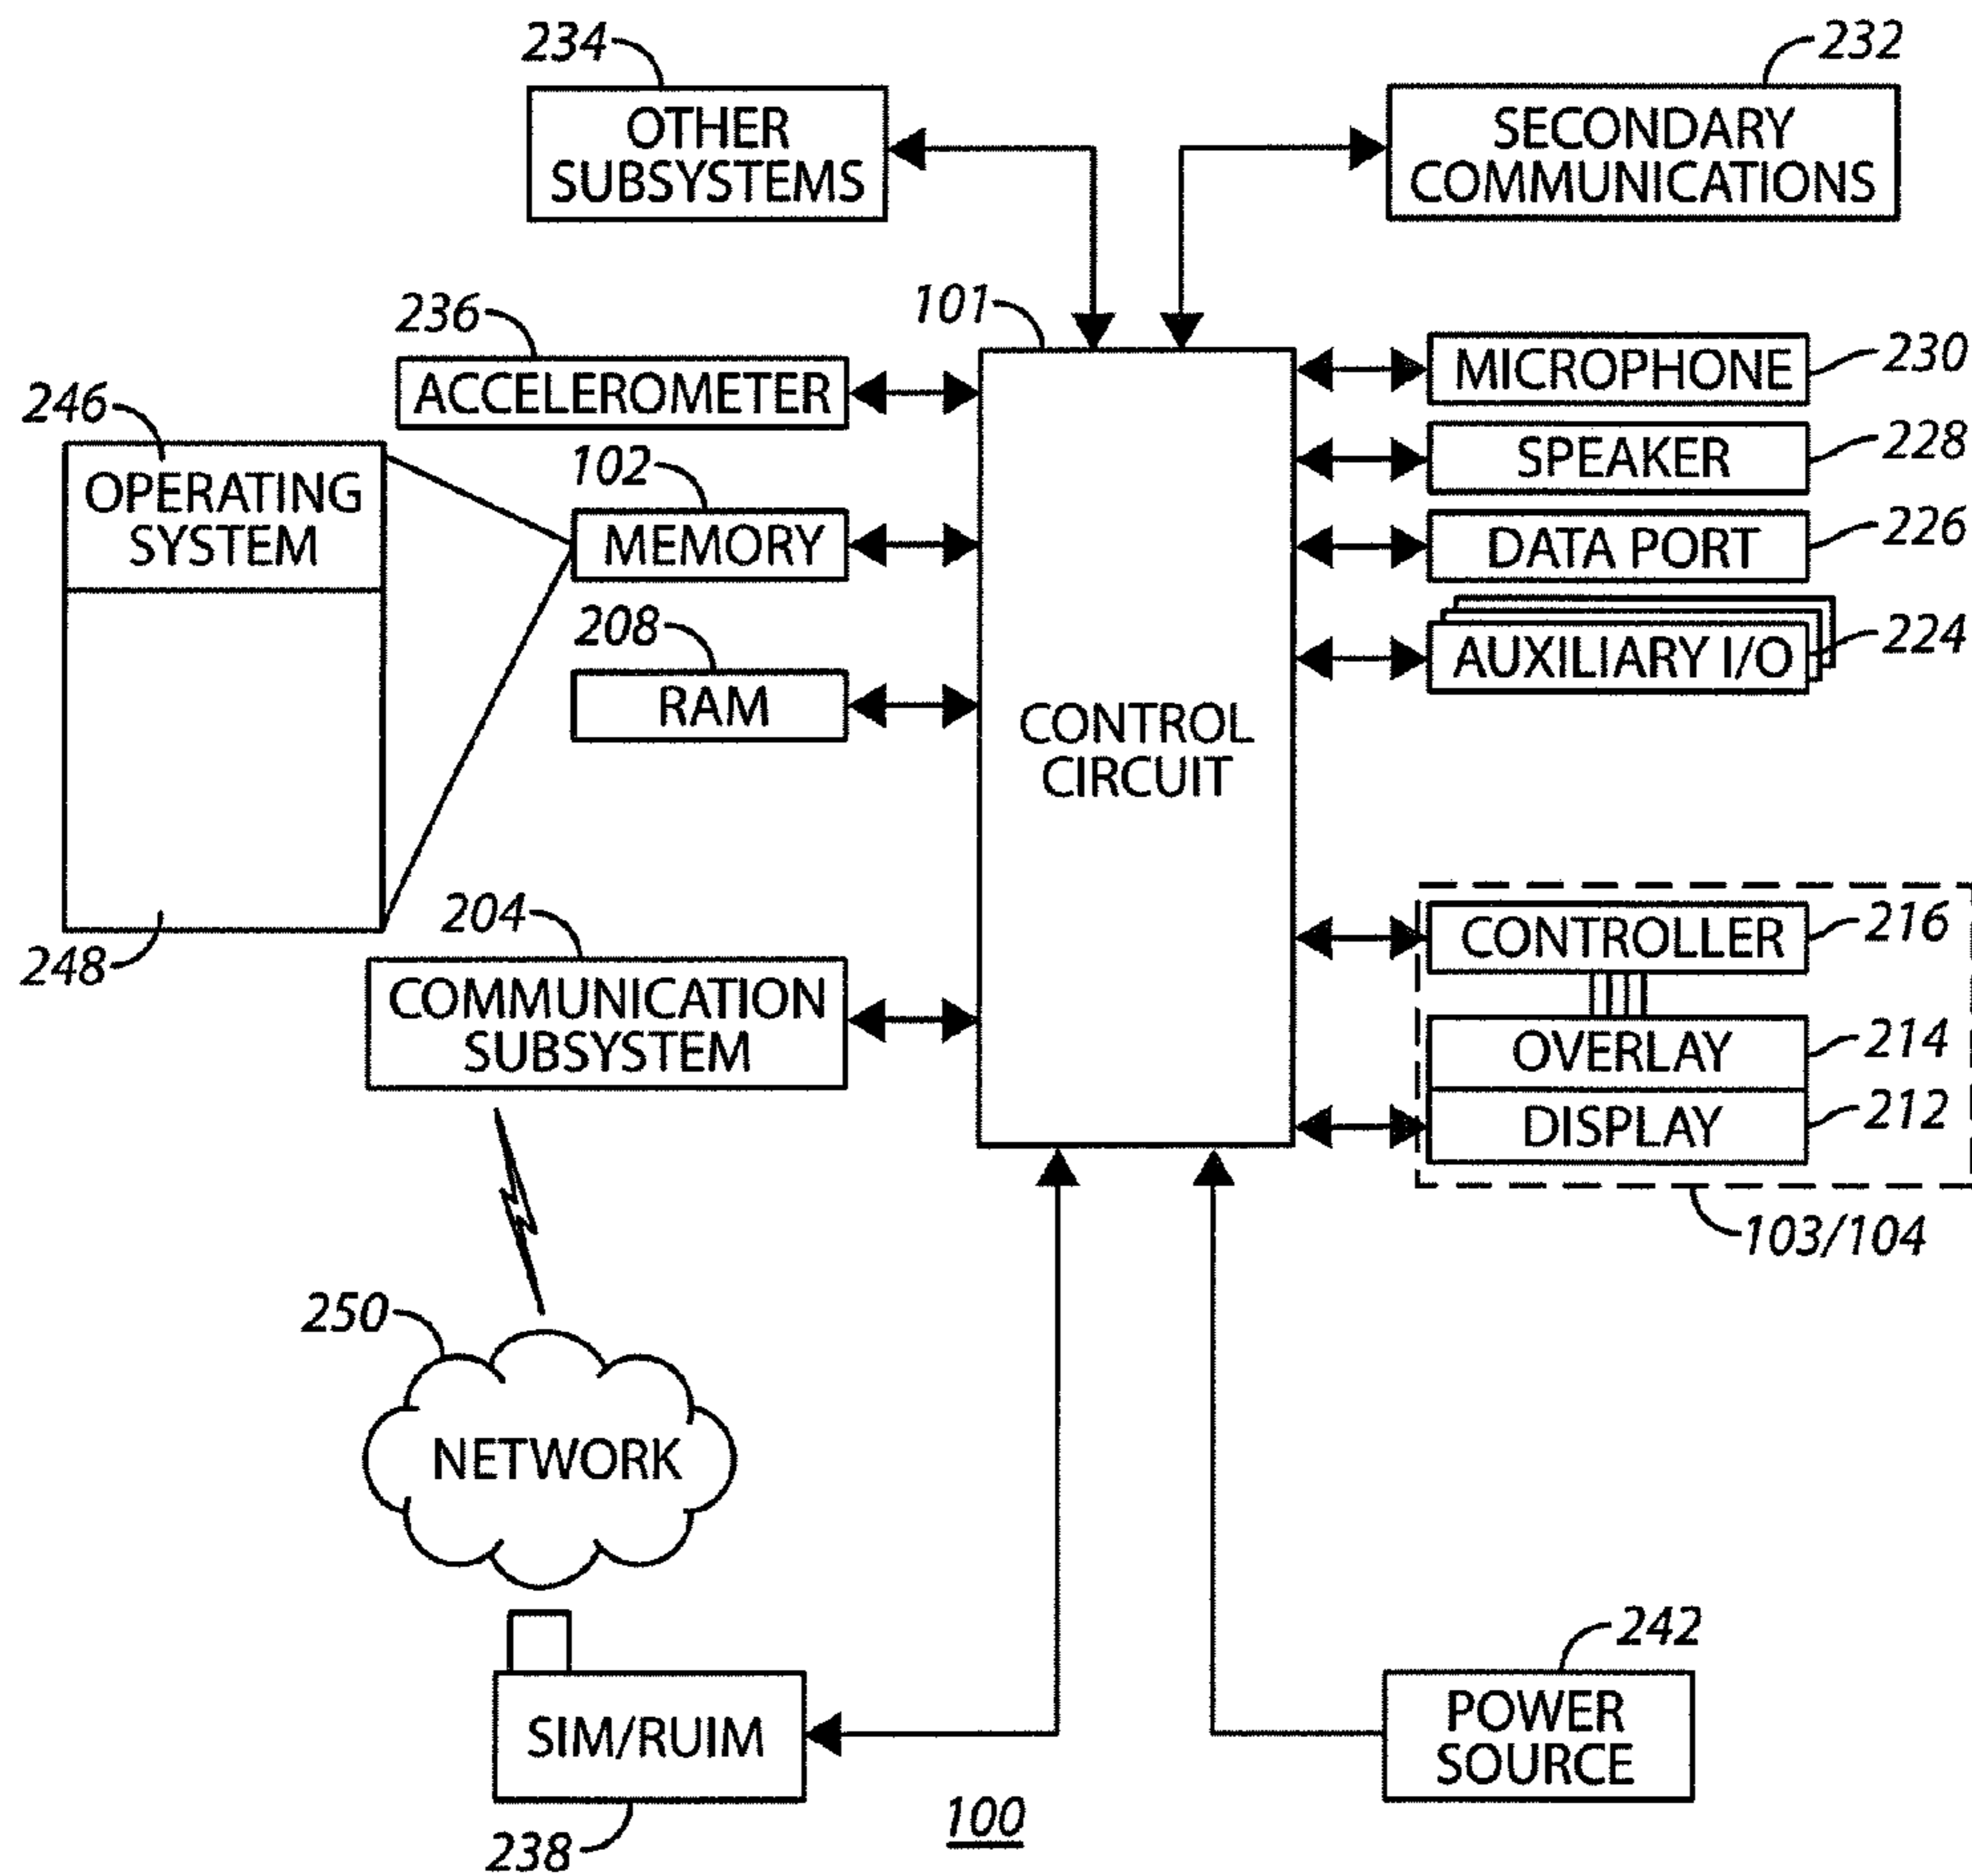 234
OTHER
SUBSYSTEMS
232
SECONDARY
COMMUNICATIONS
236
ACCELEROMETER
101
MICROPHONE
230
246
OPERATING
SYSTEM
102
MEMORY
SPEAKER
228
DATA PORT
226
208
RAM
AUXILIARY I/O
224
CONTROL
CIRCUIT
248
204
COMMUNICATION
SUBSYSTEM
CONTROLLER
216
OVERLAY
214
DISPLAY
212
103/104
250
NETWORK
SIM/RUIM
238
242
POWER
SOURCE
100